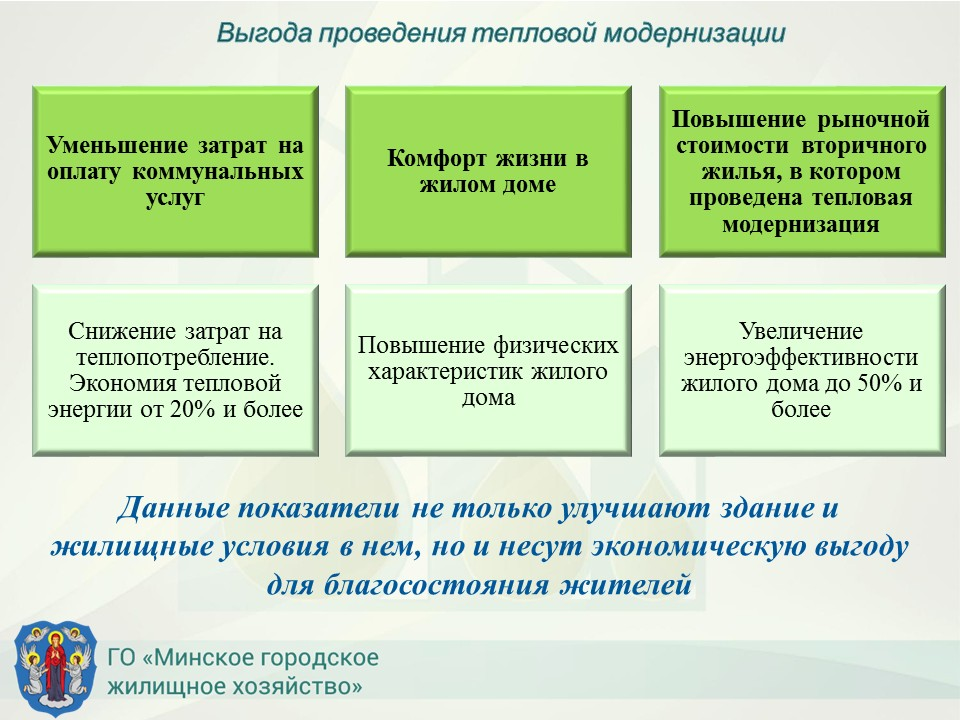 Выгода проведения тепловой модернизации
Уменьшение затрат на
оплату коммунальных
услуг
Комфорт жизни в
жилом доме
Повышение рыночной
стоимости вторичного
жилья, в котором
проведена тепловая
модернизация
Снижение затрат на
теплопотребление.
Экономия тепловой
энергии от 20% и более
Повышение физических
характеристик жилого
дома
Увеличение
энергоэффективности
жилого дома до 50% и
более
Данные показатели не только улучшают здание и
жилищные условия в нем, но и несут экономическую выгоду
для благосостояния жителей
ГО «Минское городское
жилищное хозяйство»